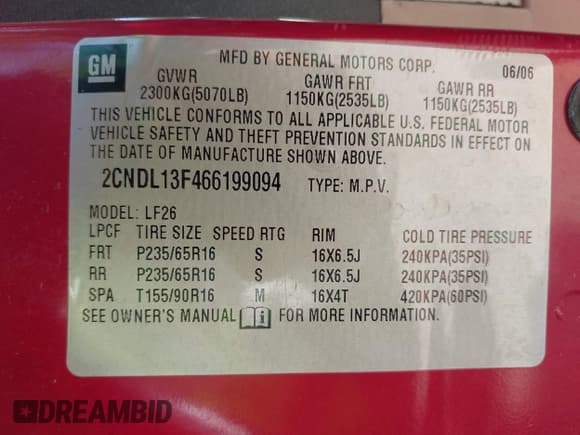 GM
MFD BY GENERAL MOTORS CORP.
06/06
GVWR GAWR FRT GAWR RR
2300KG(5070LB) 1150KG(2535LB) 1150KG(2535LB)
THIS VEHICLE CONFORMS TO ALL APPLICABLE U.S. FEDERAL MOTOR
VEHICLE SAFETY AND THEFT PREVENTION STANDARDS IN EFFECT ON
THE DATE OF MANUFACTURE SHOWN ABOVE.
2CNDL13F466199094 TYPE: M.P.V.
MODEL: LF26
LPCF TIRE SIZE SPEED RTG RIM COLD TIRE PRESSURE
FRT P235/65R16 S 16X6.5J 240KPA(35PSI)
RR P235/65R16 S 16X6.5J 240KPA(35PSI)
SPA T155/90R16 M 16X4T 420KPA(60PSI)
SEE OWNER'S MANUAL FOR MORE INFORMATION.
DREAMBID